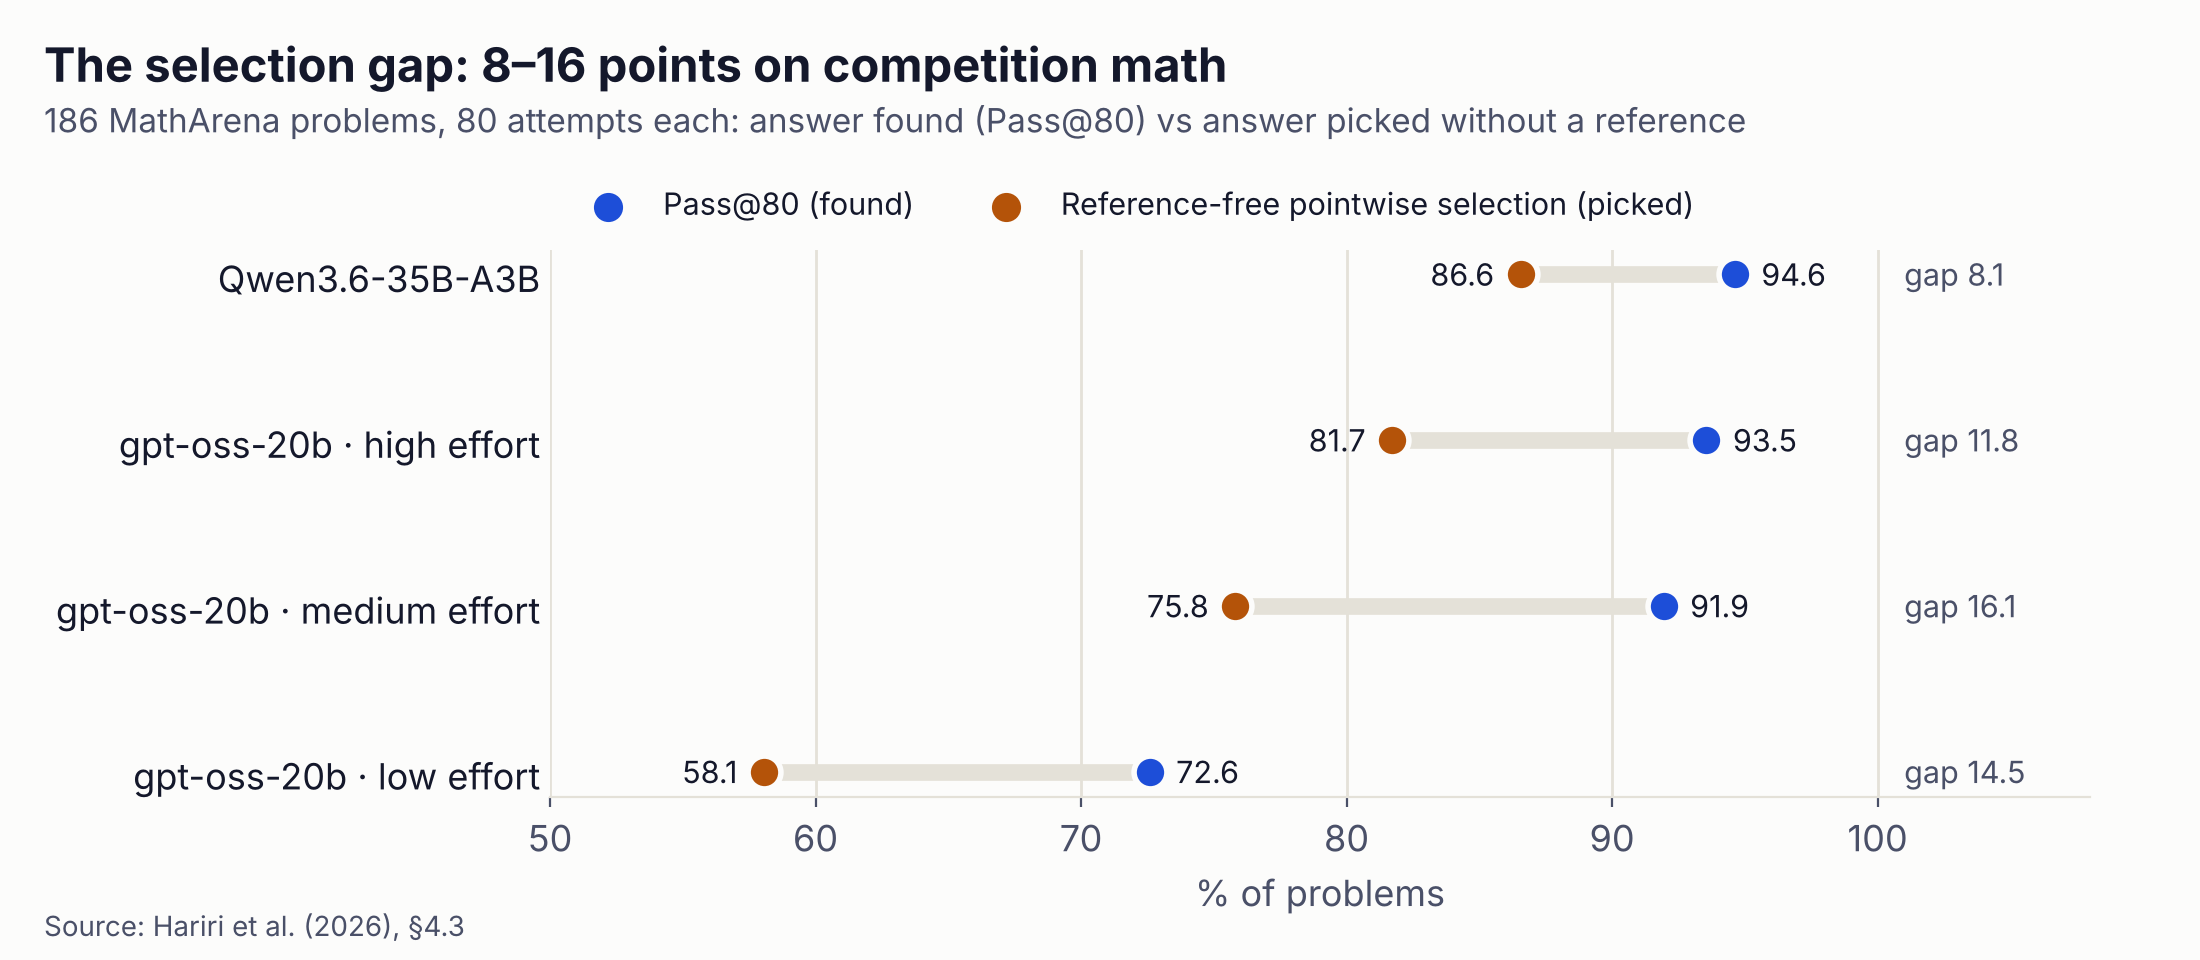 The selection gap: 8–16 points on competition math
186 MathArena problems, 80 attempts each: answer found (Pass@80) vs answer picked without a reference
Pass@80 (found) Reference-free pointwise selection (picked)
Qwen3.6-35B-A3B 86.6 94.6 gap 8.1
gpt-oss-20b · high effort 81.7 93.5 gap 11.8
gpt-oss-20b · medium effort 75.8 91.9 gap 16.1
gpt-oss-20b · low effort 58.1 72.6 gap 14.5
50 60 70 80 90 100
% of problems
Source: Hariri et al. (2026), §4.3